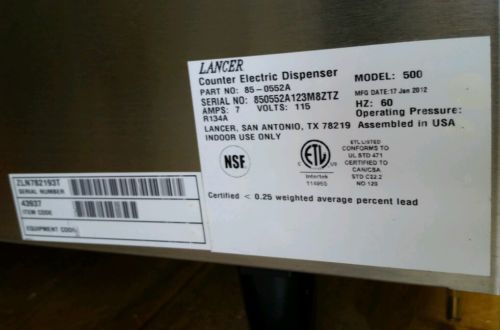 LANCER
Counter Electric Dispenser
MODEL: 500
PART NO: 85-0552A
SERIAL NO: 850552A123M8ZTZ
MFG DATE: 17 Jan 2012
AMPS: 7 VOLTS: 115
HZ: 60
R134A
Operating Pressure:
LANCER, SAN ANTONIO, TX 78219 Assembled in USA
INDOOR USE ONLY
NSF
ETL
C US
Intertek
ETL LISTED
CONFORMS TO
UL STD 471
CERTIFIED TO
CAN/CSA
STD C22.2
NO.120
Certified < 0.25 weighted average percent lead
ZLN782193T
SERIAL NUMBER
43937
ITEM CODE
EQUIPMENT CODE